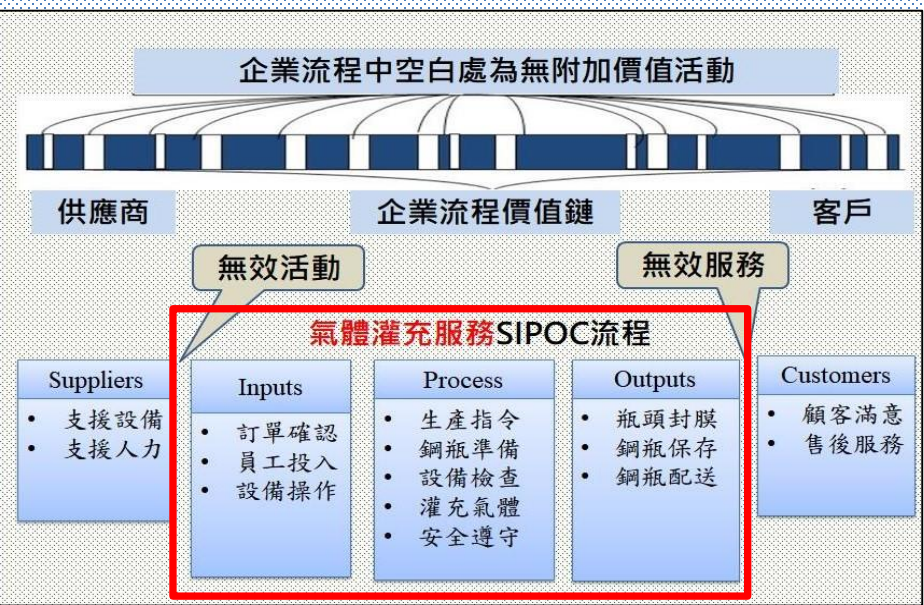 企業流程中空白處為無附加價值活動
供應商
企業流程價值鏈
客戶
無效活動
無效服務
氣體灌充服務SIPOC流程
Suppliers
• 支援設備
• 支援人力
Inputs
• 訂單確認
• 員工投入
• 設備操作
Process
• 生產指令
• 鋼瓶準備
• 設備檢查
• 灌充氣體
• 安全遵守
Outputs
• 瓶頭封膜
• 鋼瓶保存
• 鋼瓶配送
Customers
• 顧客滿意
• 售後服務